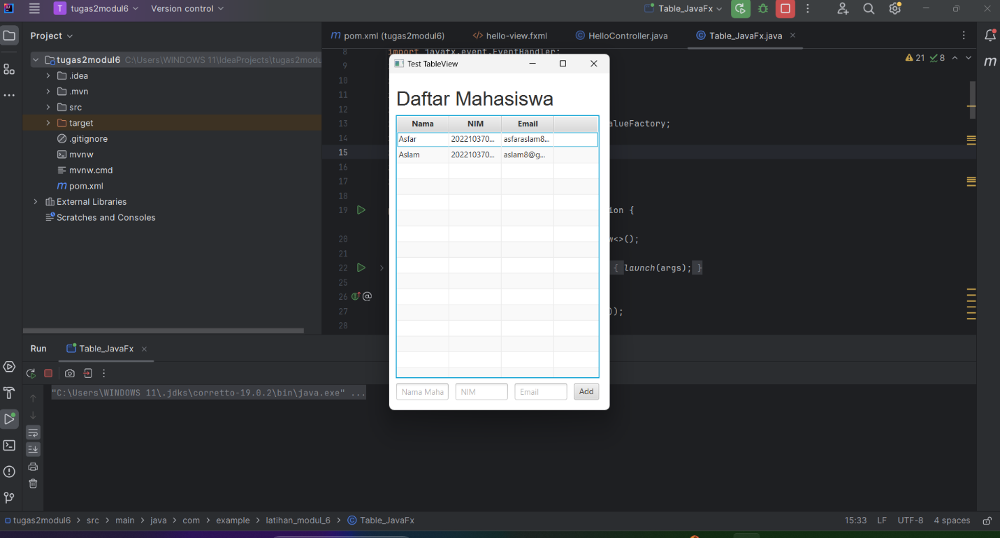 T tugas2modul6 Version control Table_JavaFx
Project
pom.xml (tugas2modul6) hello-view.fxml HelloController.java Table_JavaFx.java
tugas2modul6 C:\Users\WINDOWS 11\IdeaProjects\tugas2modu
.idea
.mvn
src
target
.gitignore
mvnw
mvnw.cmd
pom.xml
External Libraries
Scratches and Consoles
8 import javafx.event.EventHandler;
21 8
9
10
11
12
13 alueFactory;
14
15
16
17
18
19 ion {
20 w<>();
21
22 { launch(args); }
25
26
27 ));
28
Test TableView
Daftar Mahasiswa
Nama NIM Email
Asfar 202210370... asfaraslam8...
Aslam 202210370... aslam8@g...
Nama Maha NIM Email Add
Run Table_JavaFx
"C:\Users\WINDOWS 11\.jdks\corretto-19.0.2\bin\java.exe" ...
tugas2modul6 > src > main > java > com > example > latihan_modul_6 > Table_JavaFx
15:33 LF UTF-8 4 spaces